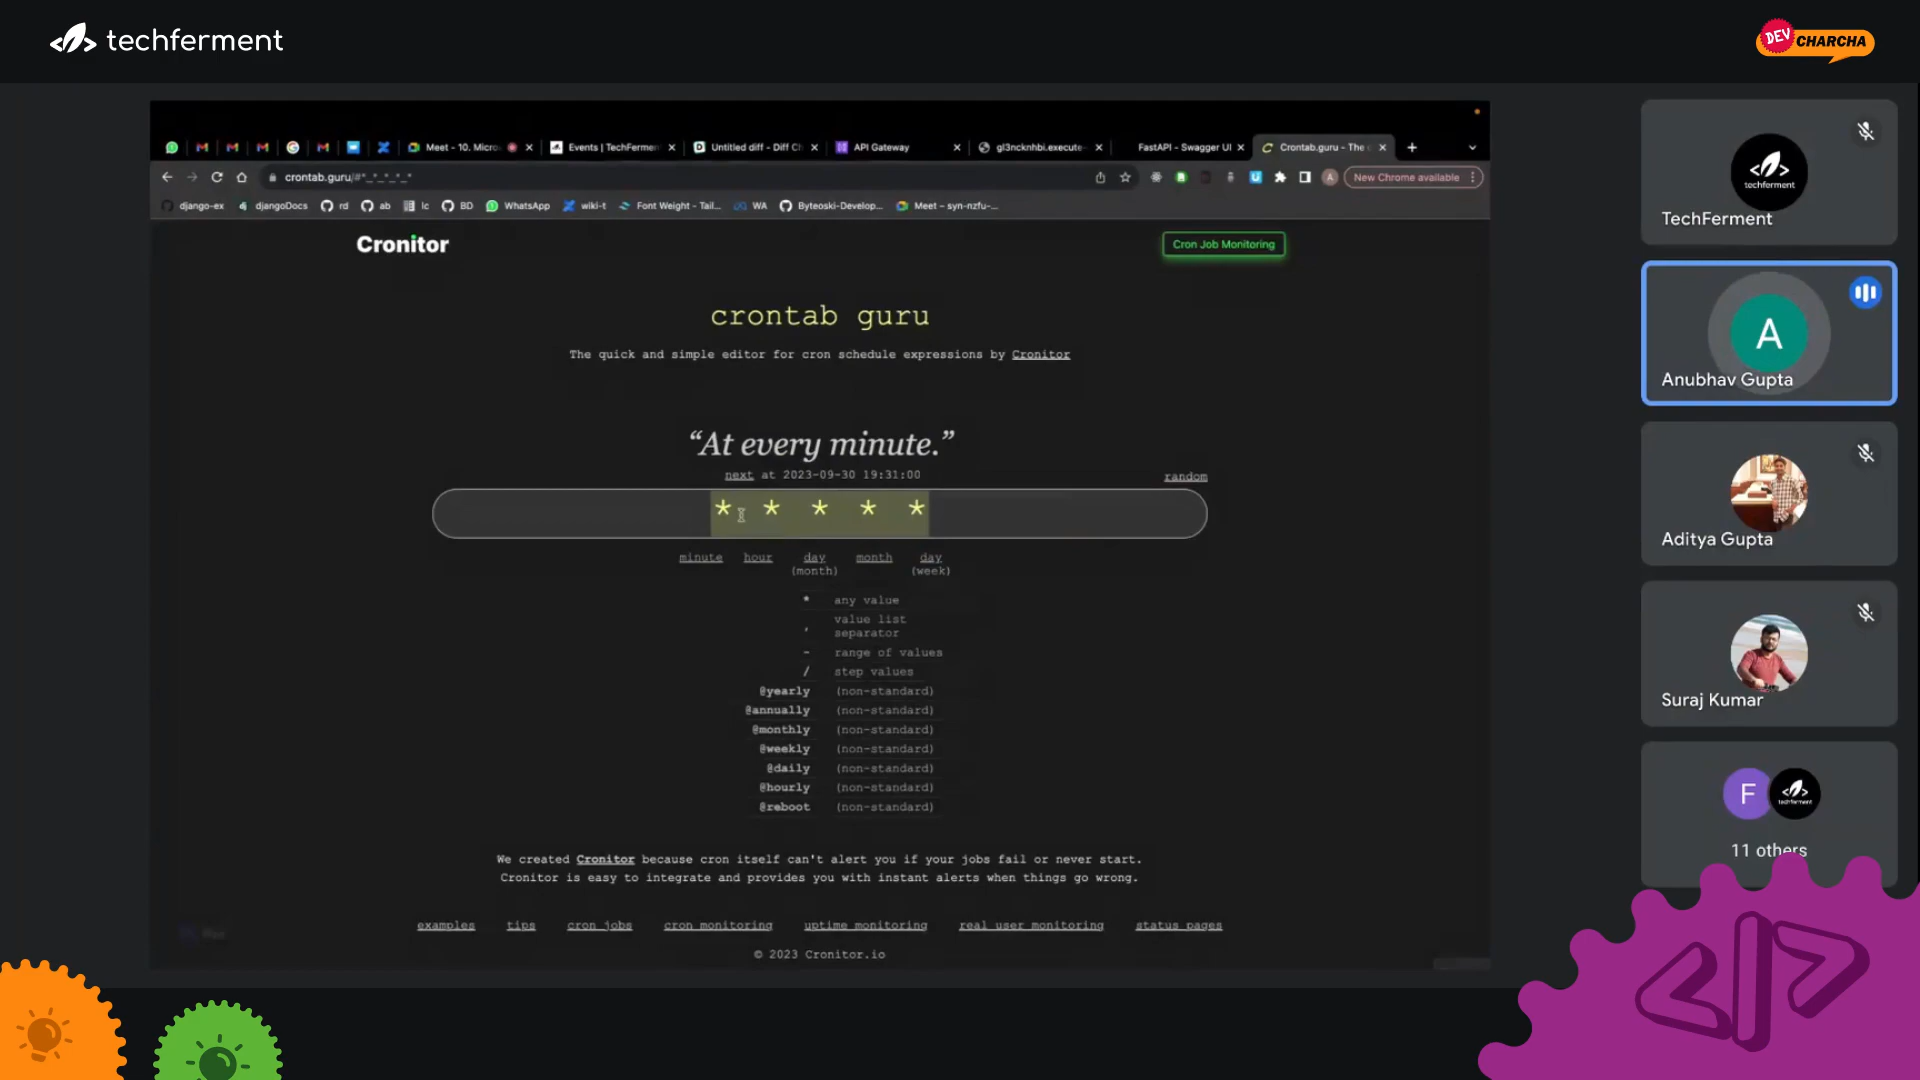 techferment
DEV CHARCHA
Meet - 10. Micro
Events | TechFermen
Untitled diff - Diff Ch
API Gateway
gl3ncknhbi.execute-
FastAPI - Swagger UI
Crontab.guru - The c
crontab.guru/#*_*_*_*_*
New Chrome available
django-ex
djangoDocs
rd
ab
lc
BD
WhatsApp
wiki-t
Font Weight - Tail...
WA
Byteoski-Develop...
Meet – syn-nzfu-...
Cronitor
Cron Job Monitoring
crontab guru
The quick and simple editor for cron schedule expressions by Cronitor
“At every minute.”
next at 2023-09-30 19:31:00
random
* * * * *
minute hour day (month) month day (week)
* any value
, value list separator
- range of values
/ step values
@yearly (non-standard)
@annually (non-standard)
@monthly (non-standard)
@weekly (non-standard)
@daily (non-standard)
@hourly (non-standard)
@reboot (non-standard)
We created Cronitor because cron itself can't alert you if your jobs fail or never start.
Cronitor is easy to integrate and provides you with instant alerts when things go wrong.
examples tips cron jobs cron monitoring uptime monitoring real user monitoring status pages
© 2023 Cronitor.io
techferment
TechFerment
A
Anubhav Gupta
Aditya Gupta
Suraj Kumar
F
techferment
11 others